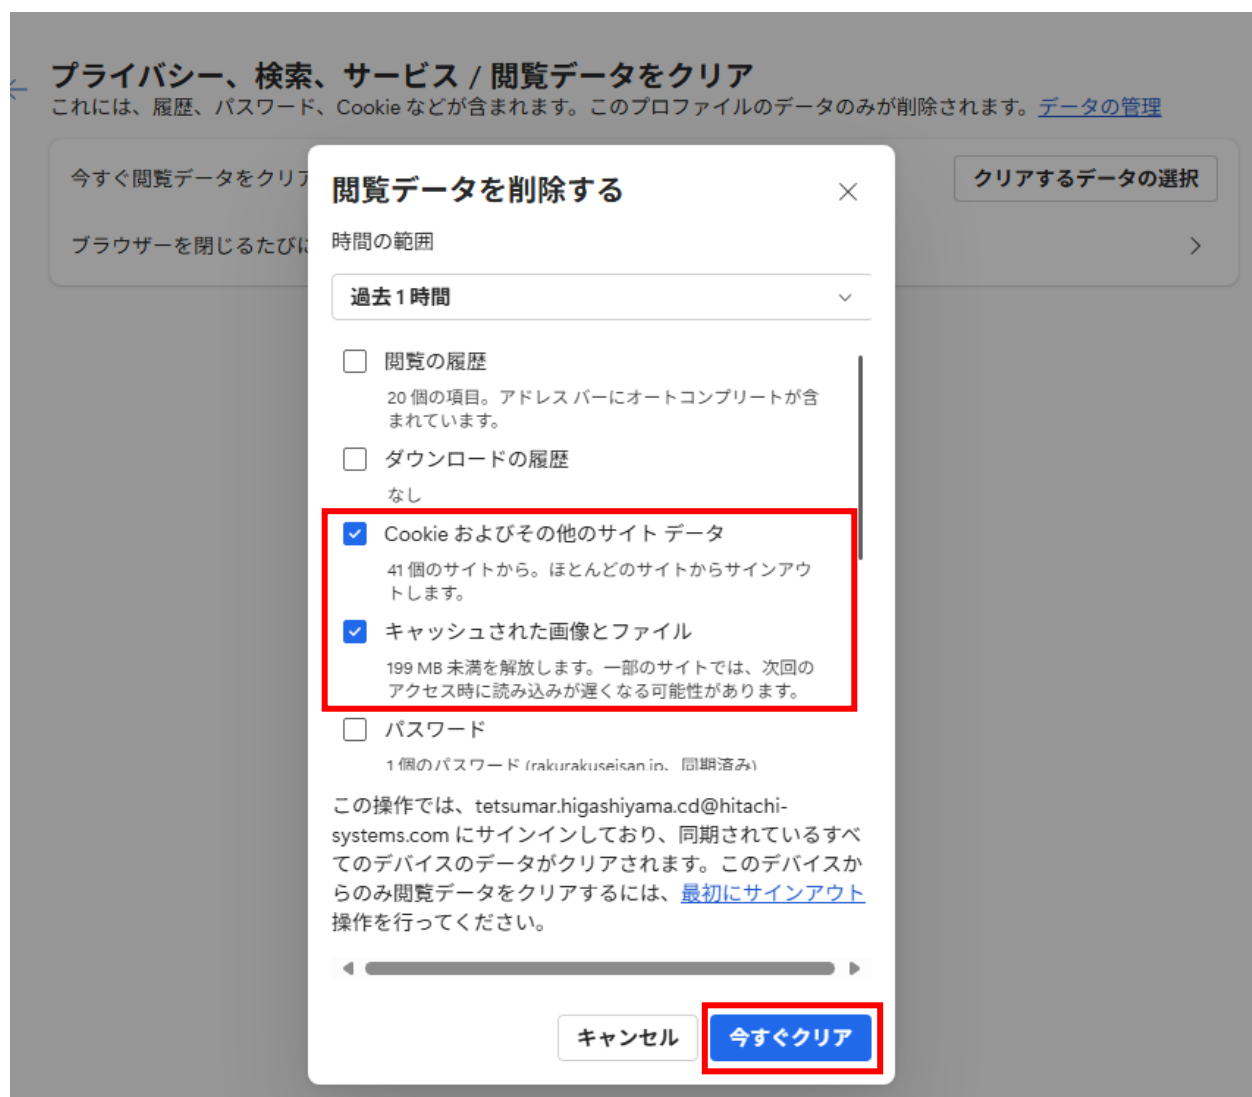 プライバシー、検索、サービス / 閲覧データをクリア
これには、履歴、パスワード、Cookie などが含まれます。このプロファイルのデータのみが削除されます。データの管理
今すぐ閲覧データをクリア
クリアするデータの選択
ブラウザーを閉じるたびに
閲覧データを削除する
時間の範囲
過去 1 時間
閲覧の履歴
20 個の項目。アドレス バーにオートコンプリートが含
まれています。
ダウンロードの履歴
なし
Cookie およびその他のサイト データ
41 個のサイトから。ほとんどのサイトからサインアウ
トします。
キャッシュされた画像とファイル
199 MB 未満を解放します。一部のサイトでは、次回の
アクセス時に読み込みが遅くなる可能性があります。
パスワード
1 個のパスワード (rakurakuseisan.jp、同期済み)
この操作では、tetsumar.higashiyama.cd@hitachi-
systems.com にサインインしており、同期されているすべ
てのデバイスのデータがクリアされます。このデバイスか
らのみ閲覧データをクリアするには、最初にサインアウト
操作を行ってください。
キャンセル
今すぐクリア